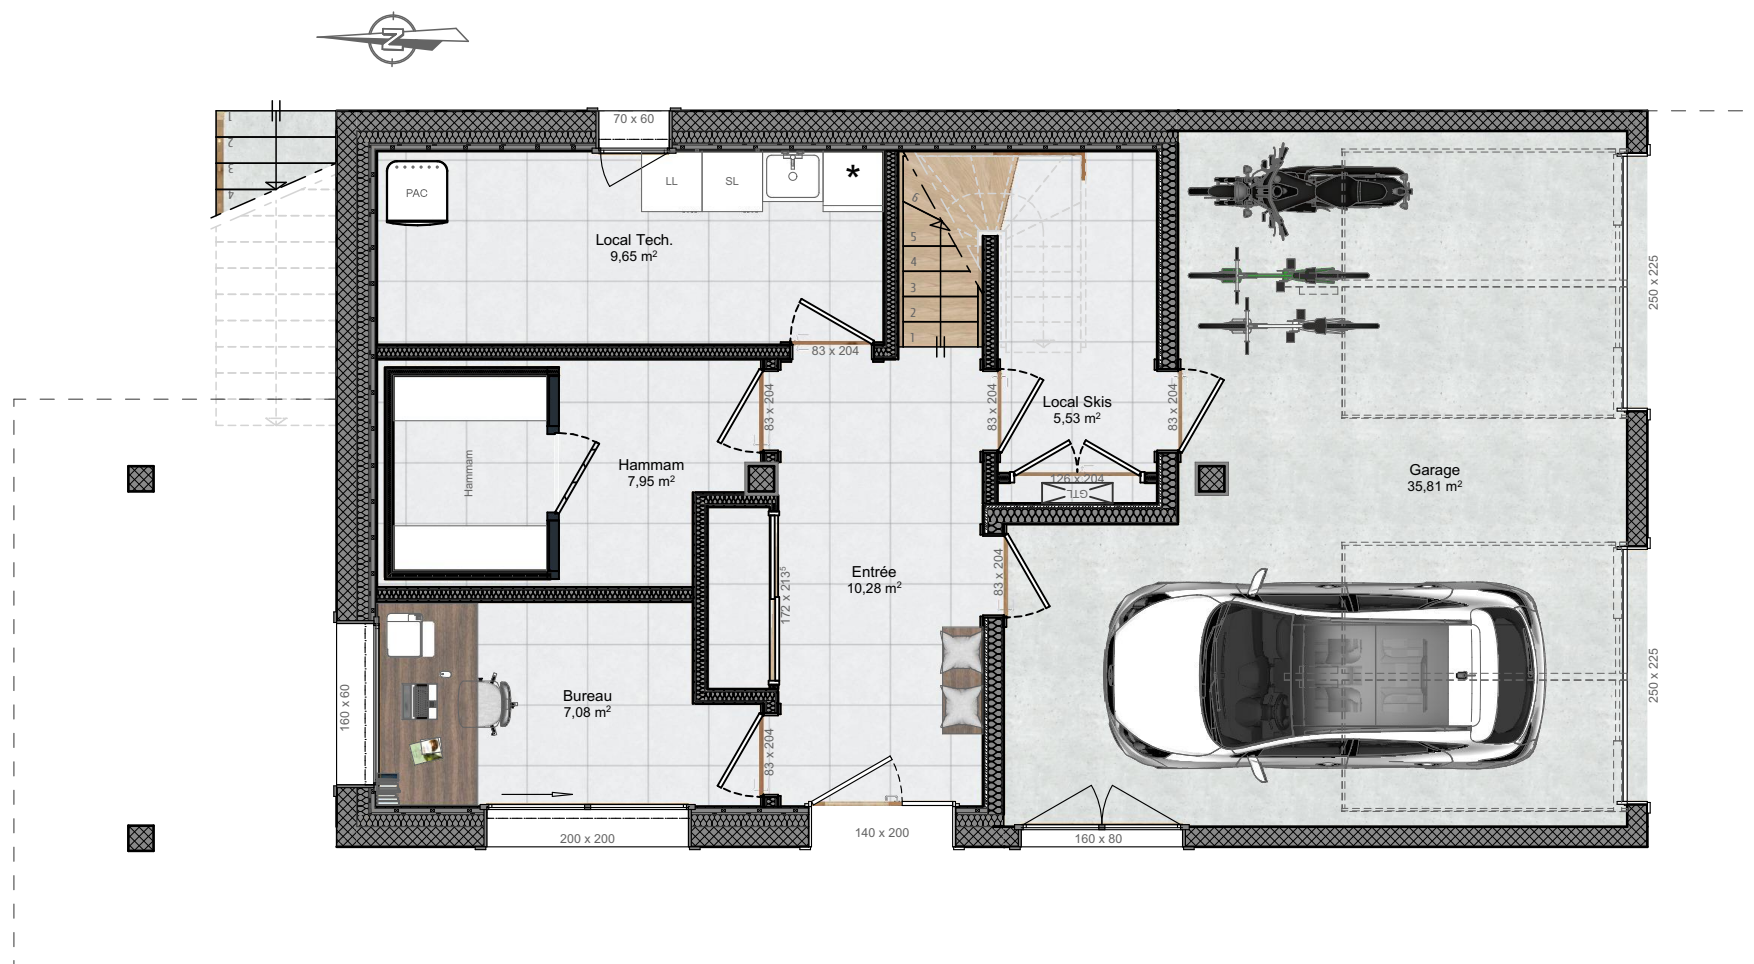 Z
70 x 60
1
2
3
4
PAC
LL
SL
*
Local Tech.
9,65 m²
6
5
4
3
2
1
83 x 204
250 x 225
83 x 204
83 x 204
Local Skis
5,53 m²
83 x 204
Hammam
Hammam
7,95 m²
126 x 204
GTL
Garage
35,81 m²
Entrée
10,28 m²
172 x 213⁵
83 x 204
Bureau
7,08 m²
160 x 60
83 x 204
250 x 225
200 x 200
140 x 200
160 x 80